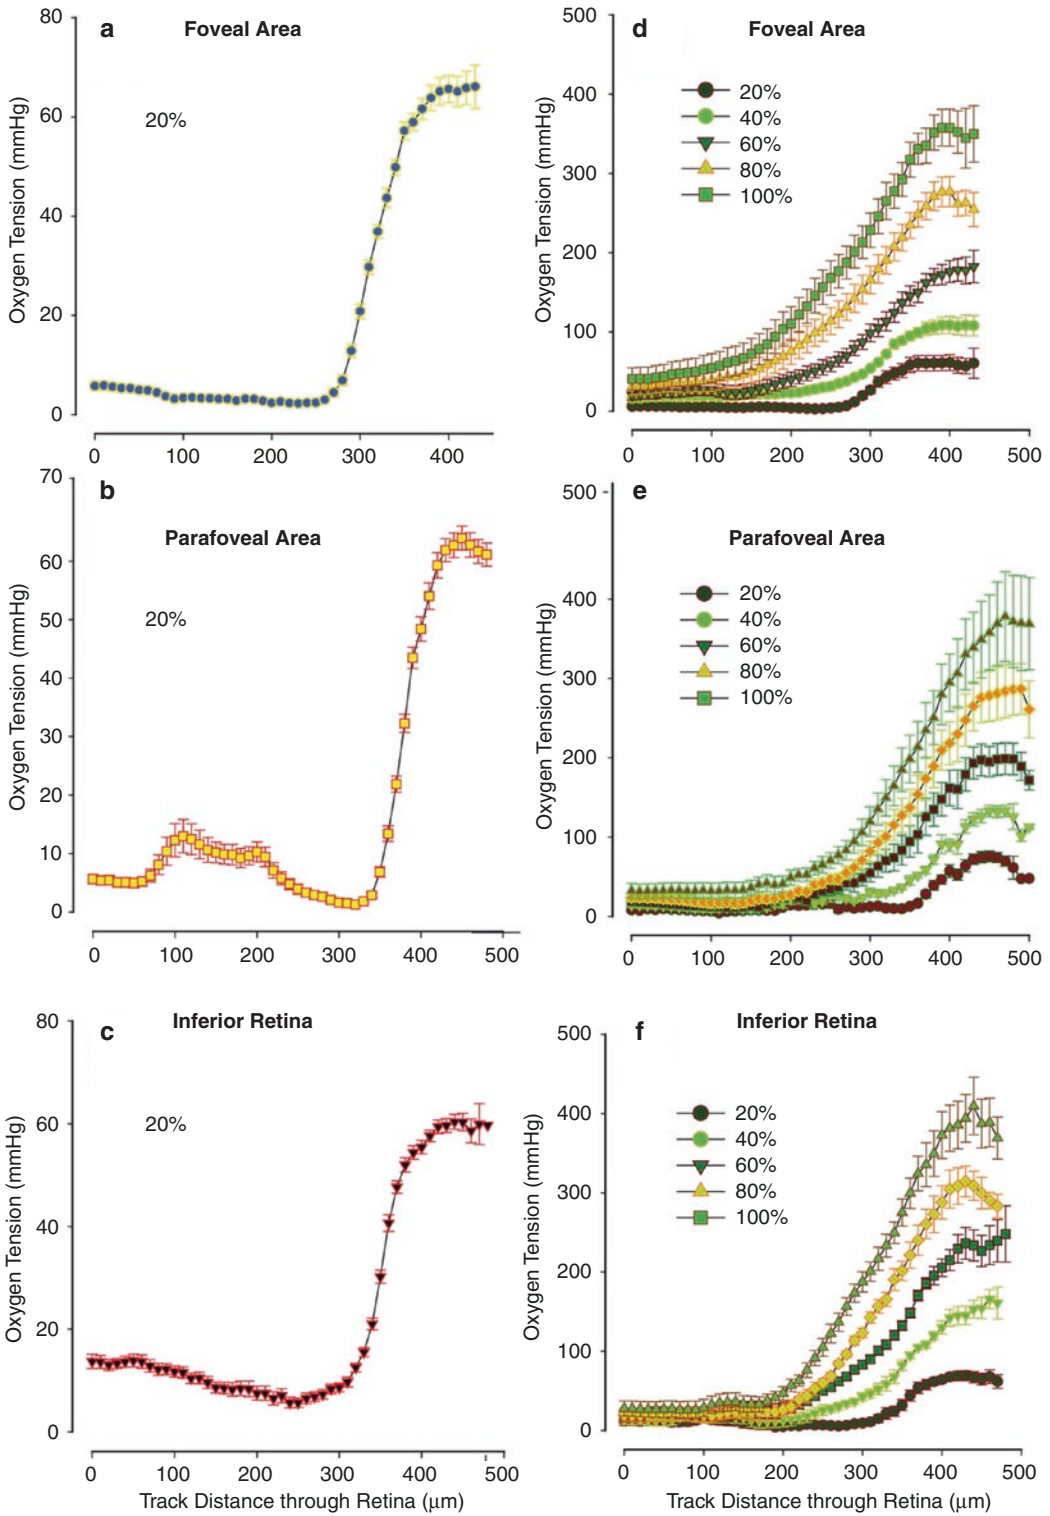 a
Foveal Area
20%
Oxygen Tension (mmHg)
80
60
40
20
0
0 100 200 300 400
d
Foveal Area
20%
40%
60%
80%
100%
Oxygen Tension (mmHg)
500
400
300
200
100
0
0 100 200 300 400 500
b
Parafoveal Area
20%
Oxygen Tension (mmHg)
70
60
50
40
30
20
10
0
0 100 200 300 400 500
e
Parafoveal Area
20%
40%
60%
80%
100%
Oxygen Tension (mmHg)
500
400
300
200
100
0
0 100 200 300 400 500
c
Inferior Retina
20%
Oxygen Tension (mmHg)
80
60
40
20
0
0 100 200 300 400 500
Track Distance through Retina (μm)
f
Inferior Retina
20%
40%
60%
80%
100%
Oxygen Tension (mmHg)
500
400
300
200
100
0
0 100 200 300 400 500
Track Distance through Retina (μm)